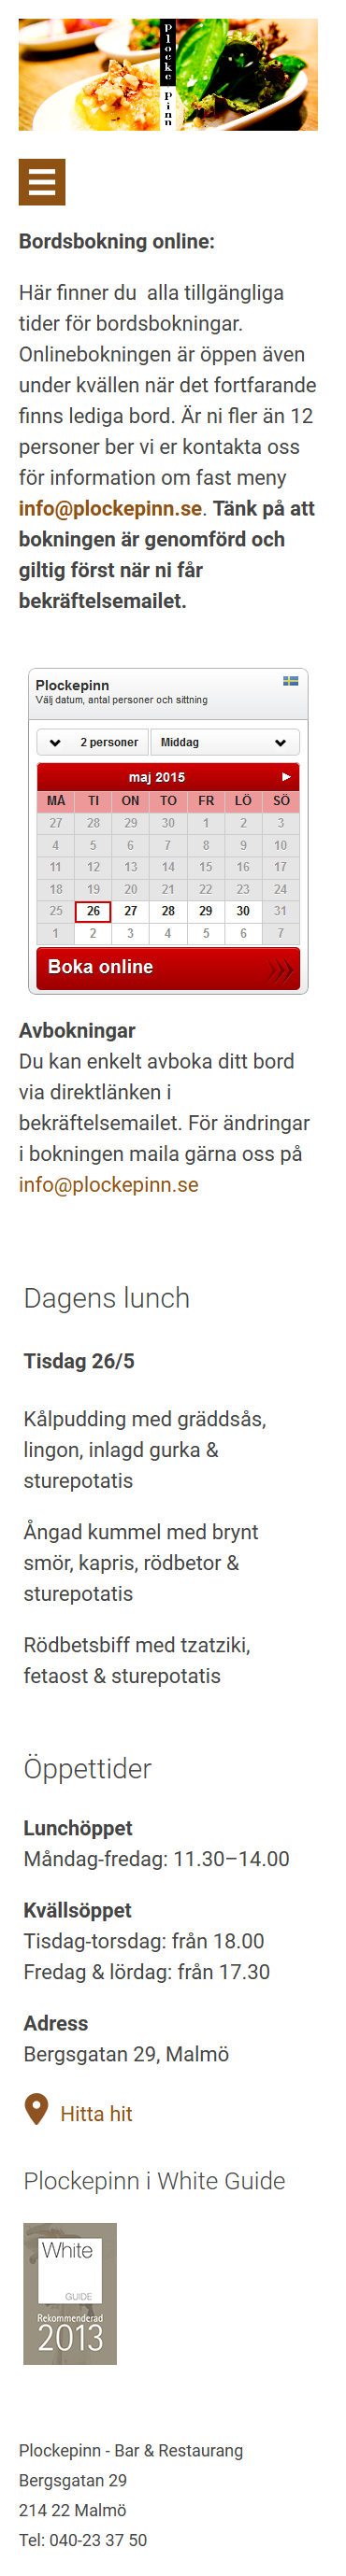 Plocke
Pinn
Bordsbokning online:
Här finner du  alla tillgängliga
tider för bordsbokningar.
Onlinebokningen är öppen även
under kvällen när det fortfarande
finns lediga bord. Är ni fler än 12
personer ber vi er kontakta oss
för information om fast meny
info@plockepinn.se. Tänk på att
bokningen är genomförd och
giltig först när ni får
bekräftelsemailet.
Plockepinn
Välj datum, antal personer och sittning
2 personer Middag
maj 2015
MÅ TI ON TO FR LÖ SÖ
27 28 29 30 1 2 3
4 5 6 7 8 9 10
11 12 13 14 15 16 17
18 19 20 21 22 23 24
25 26 27 28 29 30 31
1 2 3 4 5 6 7
Boka online
Avbokningar
Du kan enkelt avboka ditt bord
via direktlänken i
bekräftelsemailet. För ändringar
i bokningen maila gärna oss på
info@plockepinn.se
Dagens lunch
Tisdag 26/5
Kålpudding med gräddsås,
lingon, inlagd gurka &
sturepotatis
Ångad kummel med brynt
smör, kapris, rödbetor &
sturepotatis
Rödbetsbiff med tzatziki,
fetaost & sturepotatis
Öppettider
Lunchöppet
Måndag-fredag: 11.30–14.00
Kvällsöppet
Tisdag-torsdag: från 18.00
Fredag & lördag: från 17.30
Adress
Bergsgatan 29, Malmö
Hitta hit
Plockepinn i White Guide
White
GUIDE
Rekommenderad
2013
Plockepinn - Bar & Restaurang
Bergsgatan 29
214 22 Malmö
Tel: 040-23 37 50